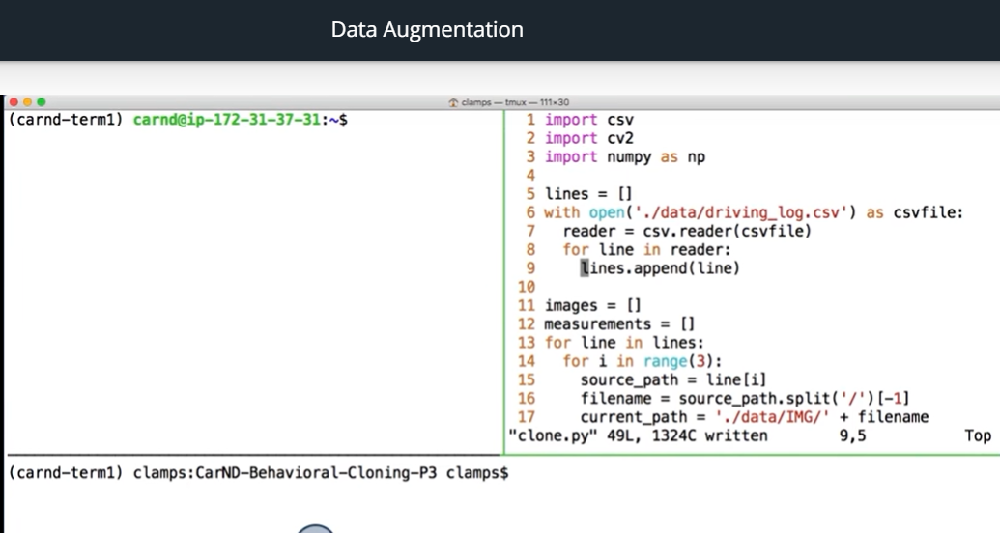 Data Augmentation
clamps — tmux — 111×30
(carnd-term1) carnd@ip-172-31-37-31:~$
1 import csv
2 import cv2
3 import numpy as np
4
5 lines = []
6 with open('./data/driving_log.csv') as csvfile:
7   reader = csv.reader(csvfile)
8   for line in reader:
9     lines.append(line)
10
11 images = []
12 measurements = []
13 for line in lines:
14   for i in range(3):
15     source_path = line[i]
16     filename = source_path.split('/')[-1]
17     current_path = './data/IMG/' + filename
"clone.py" 49L, 1324C written 9,5 Top
(carnd-term1) clamps:CarND-Behavioral-Cloning-P3 clamps$